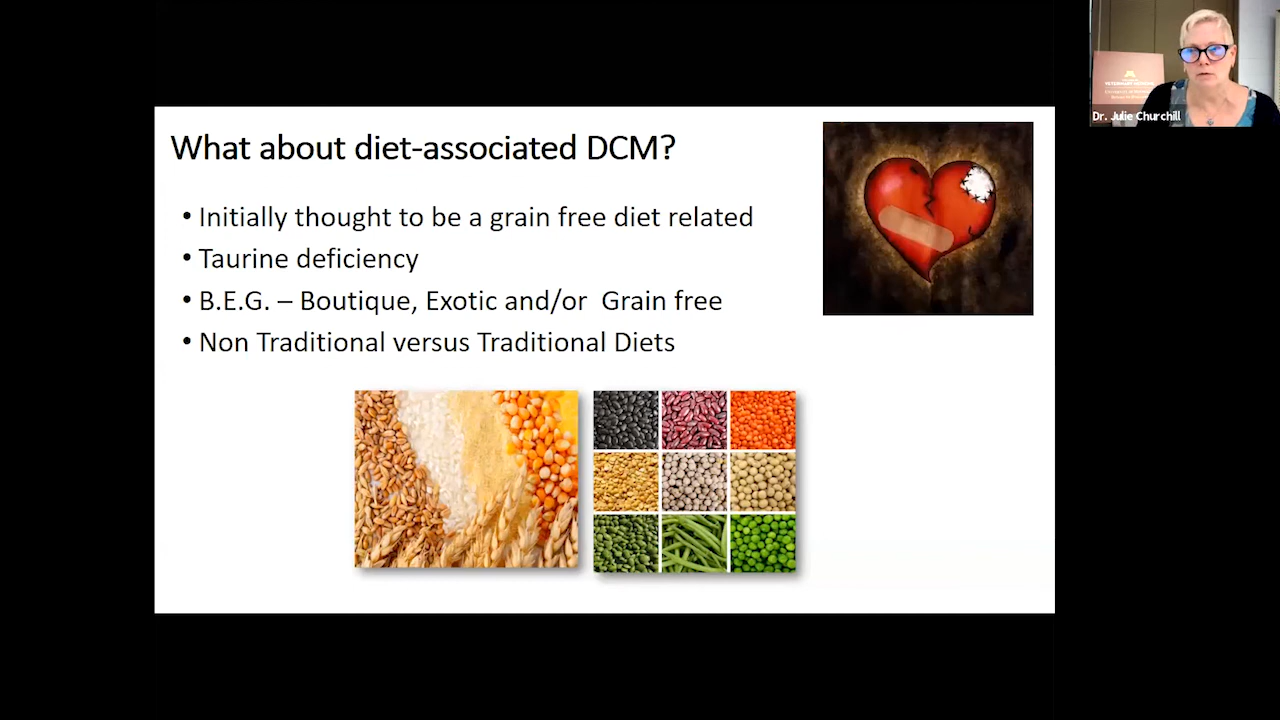 What about diet-associated DCM?
• Initially thought to be a grain free diet related
• Taurine deficiency
• B.E.G. – Boutique, Exotic and/or Grain free
• Non Traditional versus Traditional Diets
Dr. Julie Churchill